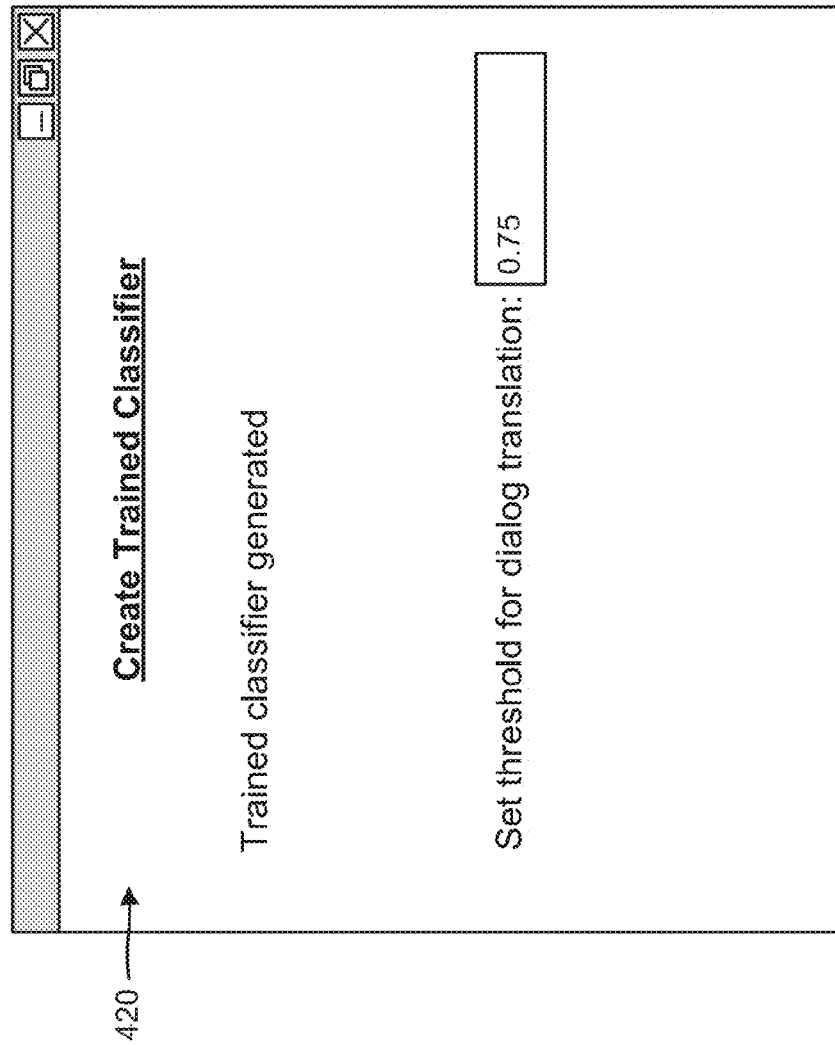 420
Create Trained Classifier
Trained classifier generated
Set threshold for dialog translation: 0.75